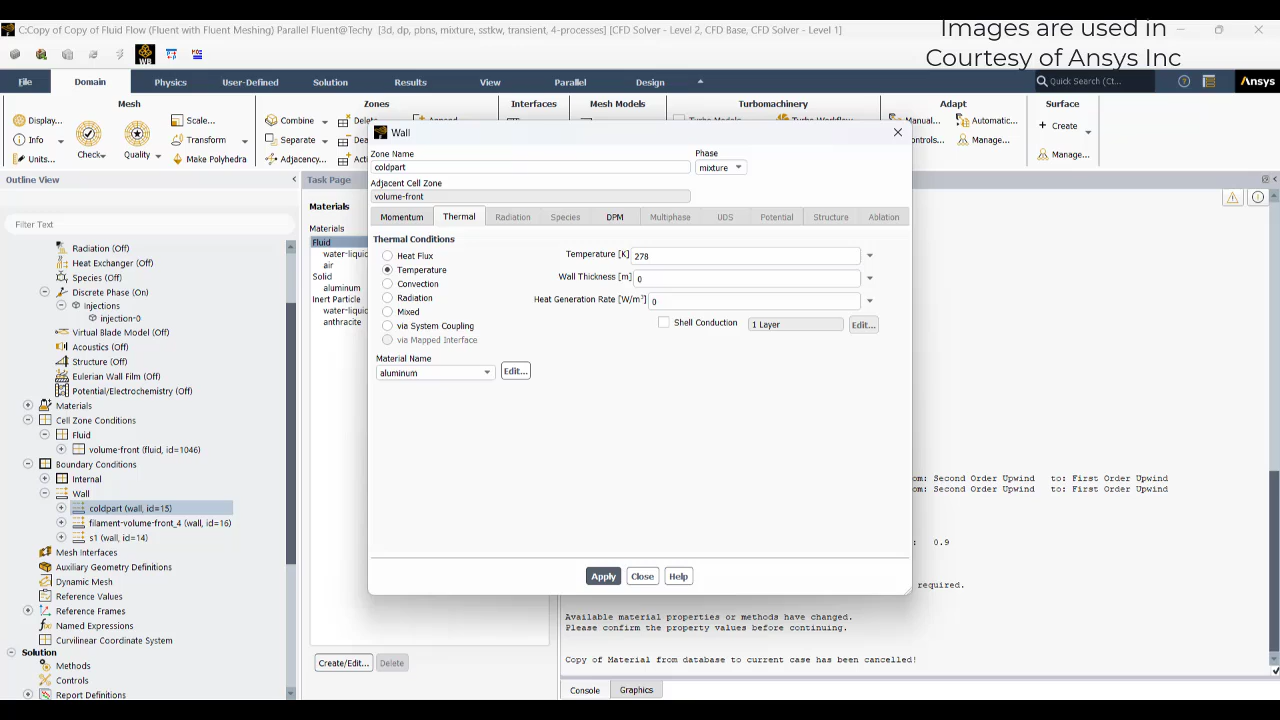 C:Copy of Copy of Fluid Flow (Fluent with Fluent Meshing) Parallel Fluent@Techy [3d, dp, pbns, mixture, sstkw, transient, 4-processes] [CFD Solver - Level 2, CFD Base, CFD Solver - Level 1]
Images are used in
Courtesy of Ansys Inc
File Domain Physics User-Defined Solution Results View Parallel Design
Quick Search (Ct...
Ansys
Mesh Zones Interfaces Mesh Models Turbomachinery Adapt Surface
Display...
Info
Units...
Check
Quality
Scale...
Transform
Make Polyhedra
Combine
Separate
Adjacency...
Manual...
Automatic...
Manage...
Create
Manage...
Outline View
Filter Text
Radiation (Off)
Heat Exchanger (Off)
Species (Off)
Discrete Phase (On)
Injections
injection-0
Virtual Blade Model (Off)
Acoustics (Off)
Structure (Off)
Eulerian Wall Film (Off)
Potential/Electrochemistry (Off)
Materials
Cell Zone Conditions
Fluid
volume-front (fluid, id=1046)
Boundary Conditions
Internal
Wall
coldpart (wall, id=15)
filament-volume-front_4 (wall, id=16)
s1 (wall, id=14)
Mesh Interfaces
Auxiliary Geometry Definitions
Dynamic Mesh
Reference Values
Reference Frames
Named Expressions
Curvilinear Coordinate System
Solution
Methods
Controls
Report Definitions
Task Page
Materials
Materials
Fluid
water-liquid
air
Solid
aluminum
Inert Particle
anthracite
Create/Edit...
Delete
Wall
Zone Name
coldpart
Phase
mixture
Adjacent Cell Zone
volume-front
Momentum Thermal Radiation Species DPM Multiphase UDS Potential Structure Ablation
Thermal Conditions
Heat Flux
Temperature
Convection
Radiation
Mixed
via System Coupling
via Mapped Interface
Material Name
aluminum
Edit...
Temperature [K] 278
Wall Thickness [m] 0
Heat Generation Rate [W/m³] 0
Shell Conduction
1 Layer
Edit...
Apply
Close
Help
om: Second Order Upwind to: First Order Upwind
om: Second Order Upwind to: First Order Upwind
: 0.9
required.
Available material properties or methods have changed.
Please confirm the property values before continuing.
Copy of Material from database to current case has been cancelled!
Console
Graphics